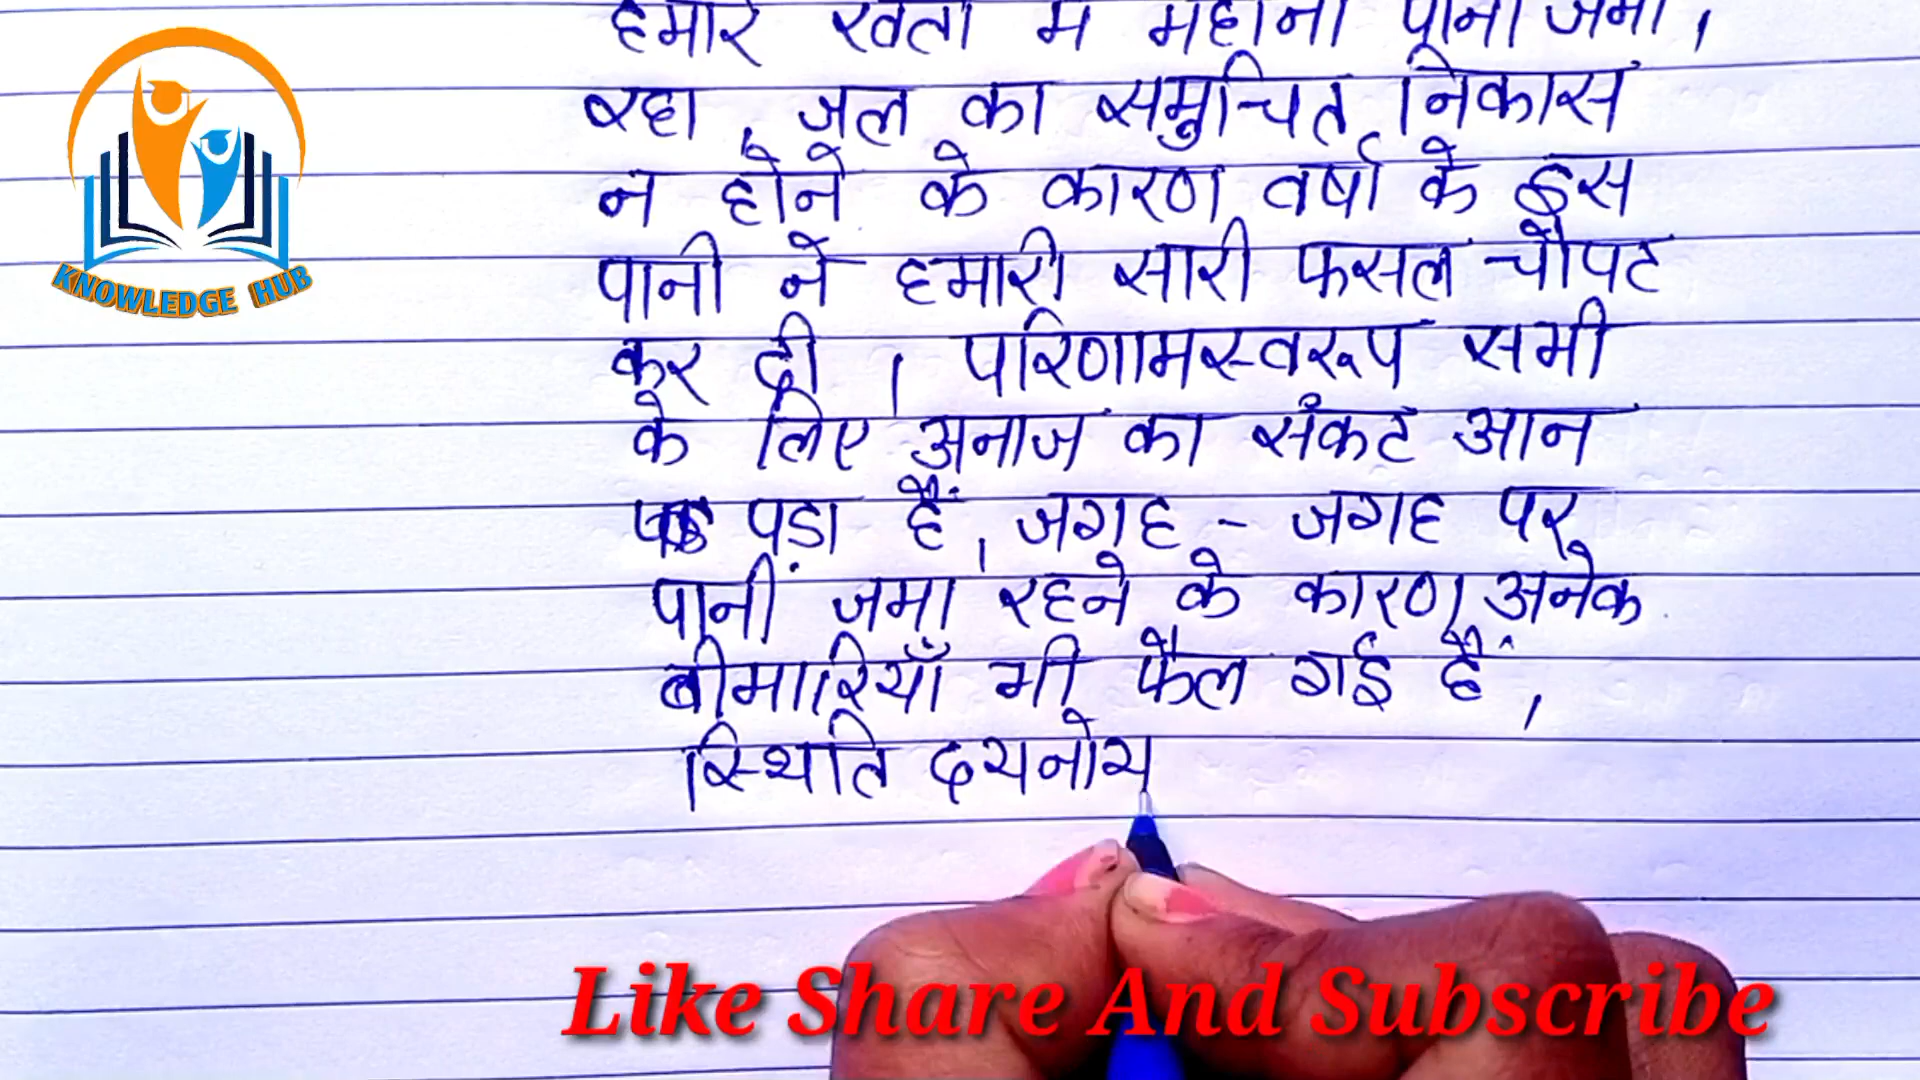 हमारे खेतों में महीनों पानी जमा
रहा, जल का समुचित निकास
न होने के कारण वर्षा के इस
पानी ने हमारी सारी फसल चौपट
कर दी । परिणामस्वरूप सभी
के लिए अनाज का संकट आन
पड़ा हैं, जगह - जगह पर
पानी जमा रहने के कारण अनेक
बीमारियाँ भी फैल गई हैं,
स्थिति दयनीय
KNOWLEDGE HUB
Like Share And Subscribe